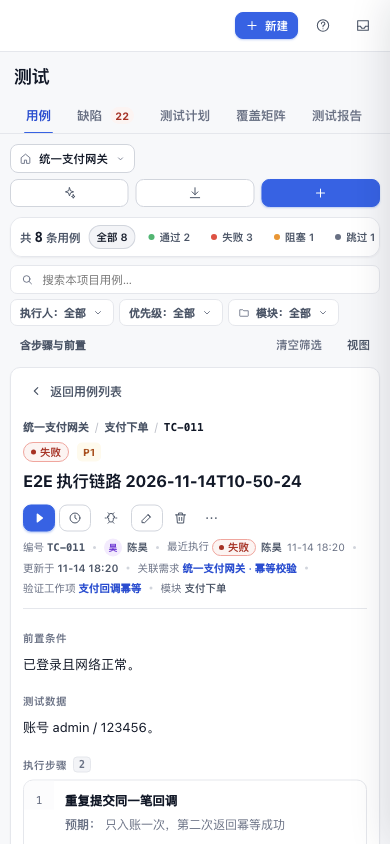 新建
测试
用例 缺陷 22 测试计划 覆盖矩阵 测试报告
统一支付网关
共 8 条用例 全部 8 通过 2 失败 3 阻塞 1 跳过 1
搜索本项目用例...
执行人: 全部 优先级: 全部 模块: 全部
含步骤与前置 清空筛选 视图
返回用例列表
统一支付网关 / 支付下单 / TC-011
失败 P1
E2E 执行链路 2026-11-14T10-50-24
编号 TC-011 • 昊 陈昊 • 最近执行 失败 陈昊 11-14 18:20 •
更新于 11-14 18:20 • 关联需求 统一支付网关 · 幂等校验 •
验证工作项 支付回调幂等 • 模块 支付下单
前置条件
已登录且网络正常。
测试数据
账号 admin / 123456。
执行步骤 2
1 重复提交同一笔回调
预期: 只入账一次，第二次返回幂等成功